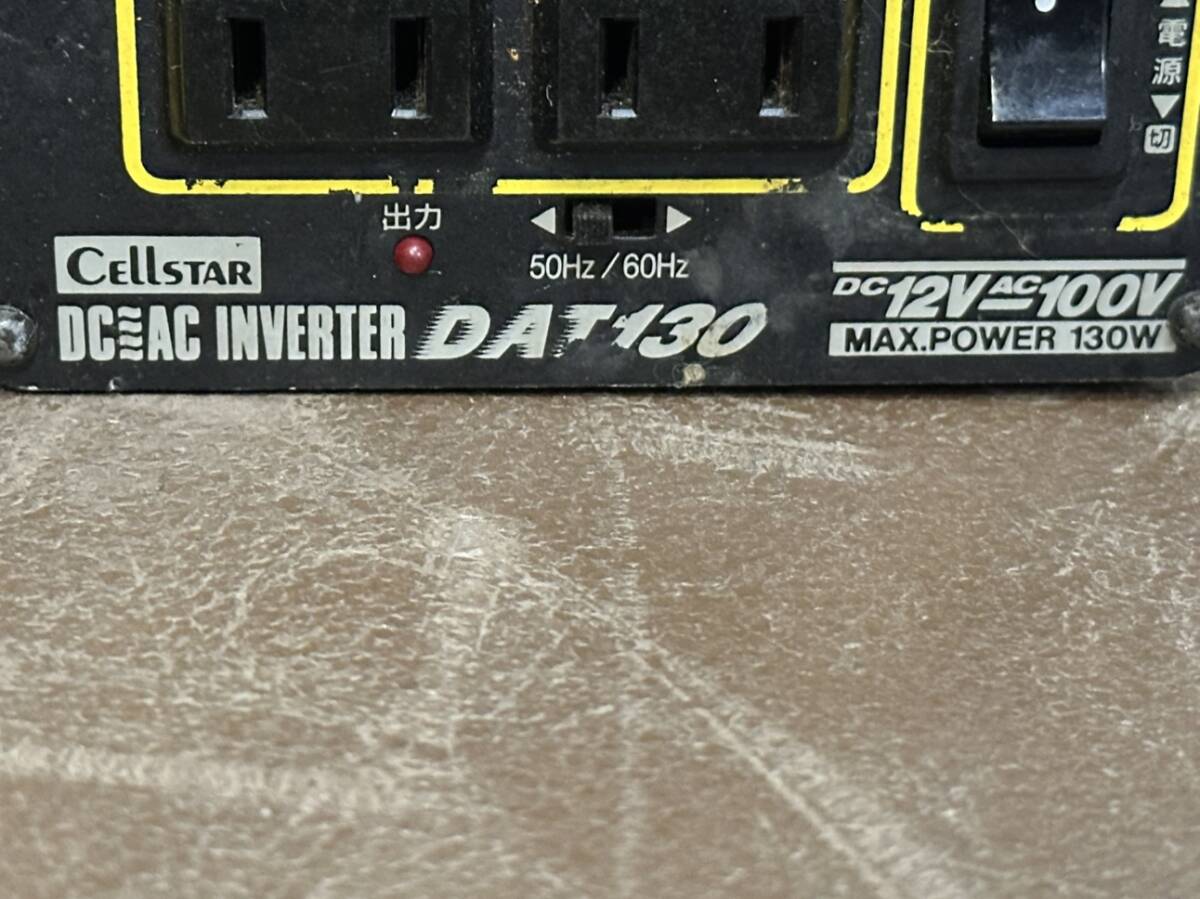 電源
切
出力
50Hz/60Hz
CELLSTAR
DC AC INVERTER DAT130
DC12V AC100V
MAX.POWER 130W